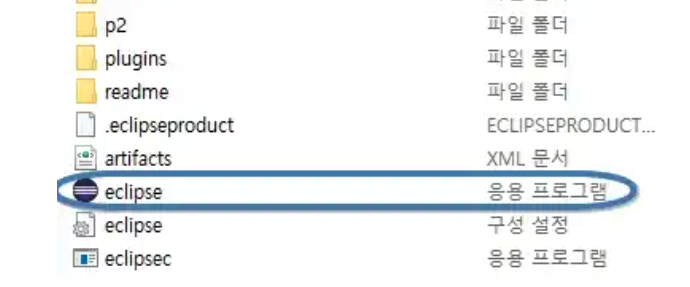 p2 파일 폴더
plugins 파일 폴더
readme 파일 폴더
.eclipseproduct ECLIPSEPRODUCT...
artifacts XML 문서
eclipse 응용 프로그램
eclipse 구성 설정
eclipsec 응용 프로그램